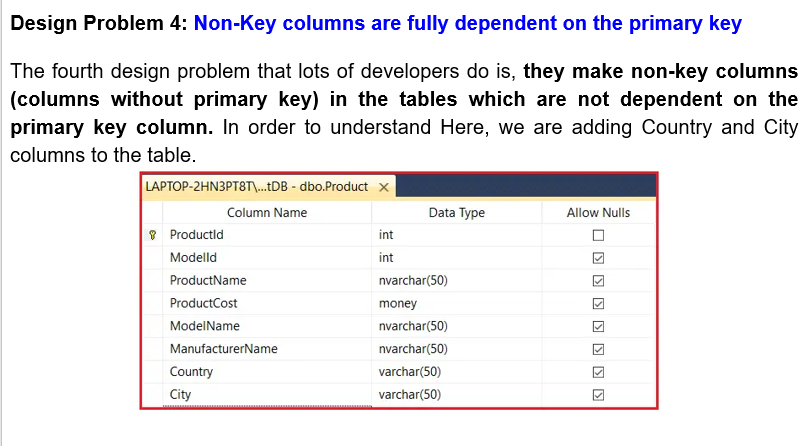 Design Problem 4: Non-Key columns are fully dependent on the primary key
The fourth design problem that lots of developers do is, they make non-key columns
(columns without primary key) in the tables which are not dependent on the
primary key column. In order to understand Here, we are adding Country and City
columns to the table.
LAPTOP-2HN3PT8T\...tDB - dbo.Product
Column Name Data Type Allow Nulls
ProductId int
ModelId int
ProductName nvarchar(50)
ProductCost money
ModelName nvarchar(50)
ManufacturerName nvarchar(50)
Country varchar(50)
City varchar(50)